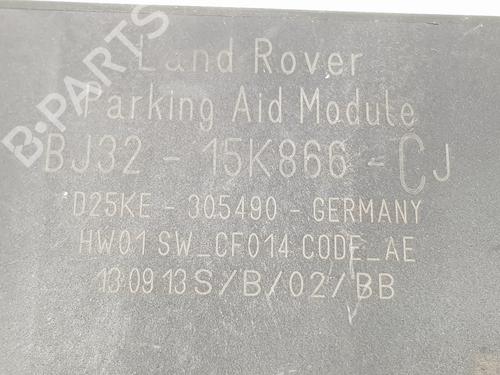 Land Rover
Parking Aid Module
BJ32 - 15K866 - CJ
D25KE - 305490 - GERMANY
HW01 SW_CF014 CODE_AE
13 09 13 S/B/02/BB
B-PARTS